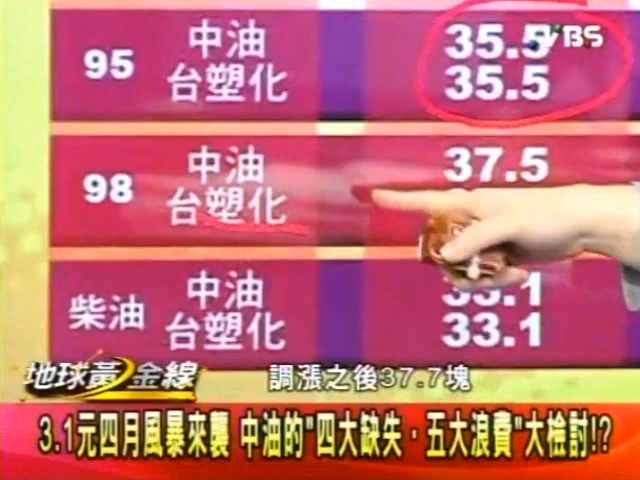 95
中油 35.5
台塑化 35.5
TVBS
98
中油 37.5
台塑化
柴油
中油 33.1
台塑化 33.1
地球黃金線
調漲之後37.7塊
3.1元四月風暴來襲 中油的"四大缺失‧五大浪費"大檢討!?